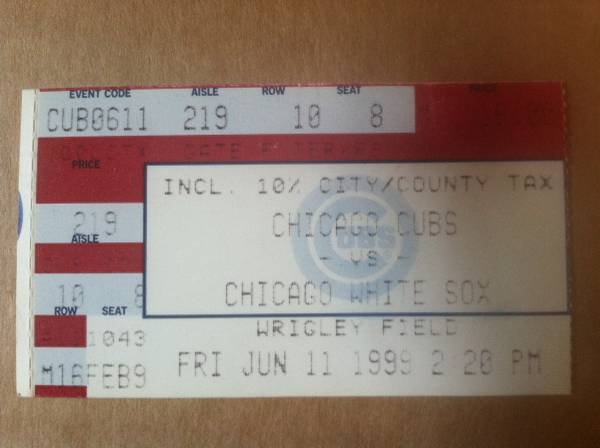 EVENT CODE AISLE ROW SEAT PRICE
CUB0611 219 10 8
PRICE
INCL. 10% CITY/COUNTY TAX
219
AISLE
CHICAGO CUBS
CUBS
- VS -
10 8
ROW SEAT
CHICAGO WHITE SOX
1043
WRIGLEY FIELD
M16FEB9
FRI JUN 11 1999 2:20 PM